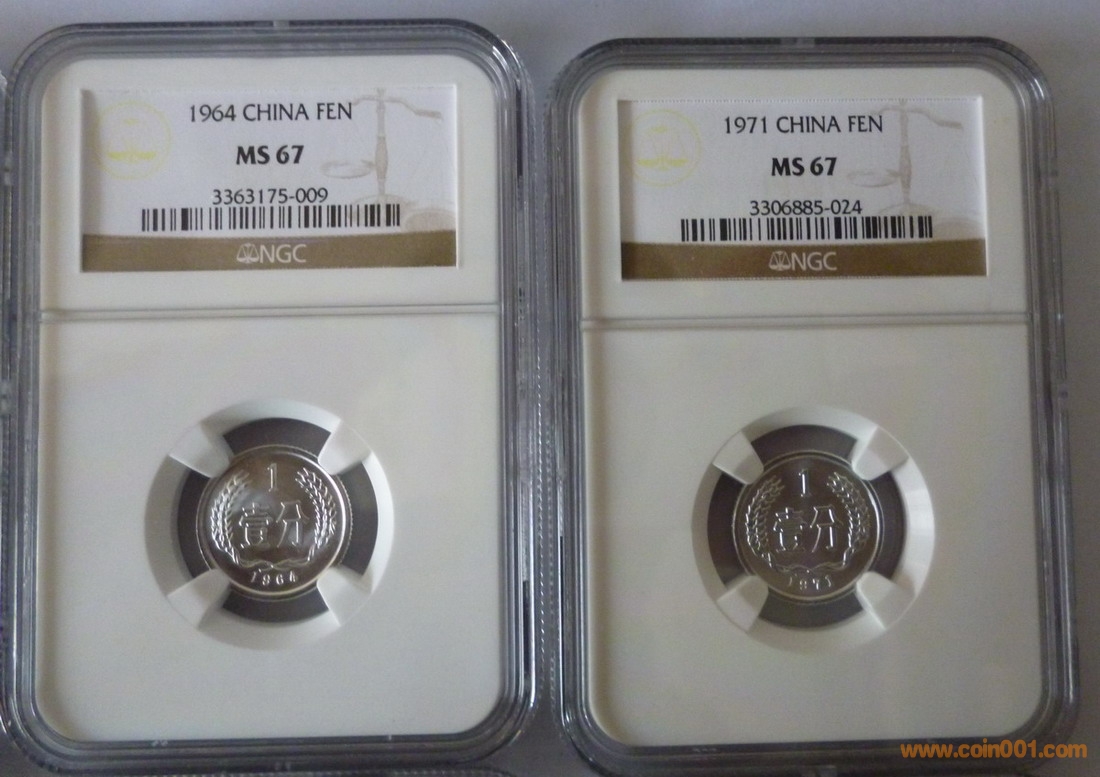 1964 CHINA FEN
MS 67
3363175-009
NGC
1
壹分
1964
1971 CHINA FEN
MS 67
3306885-024
NGC
1
壹分
1971
www.coin001.com